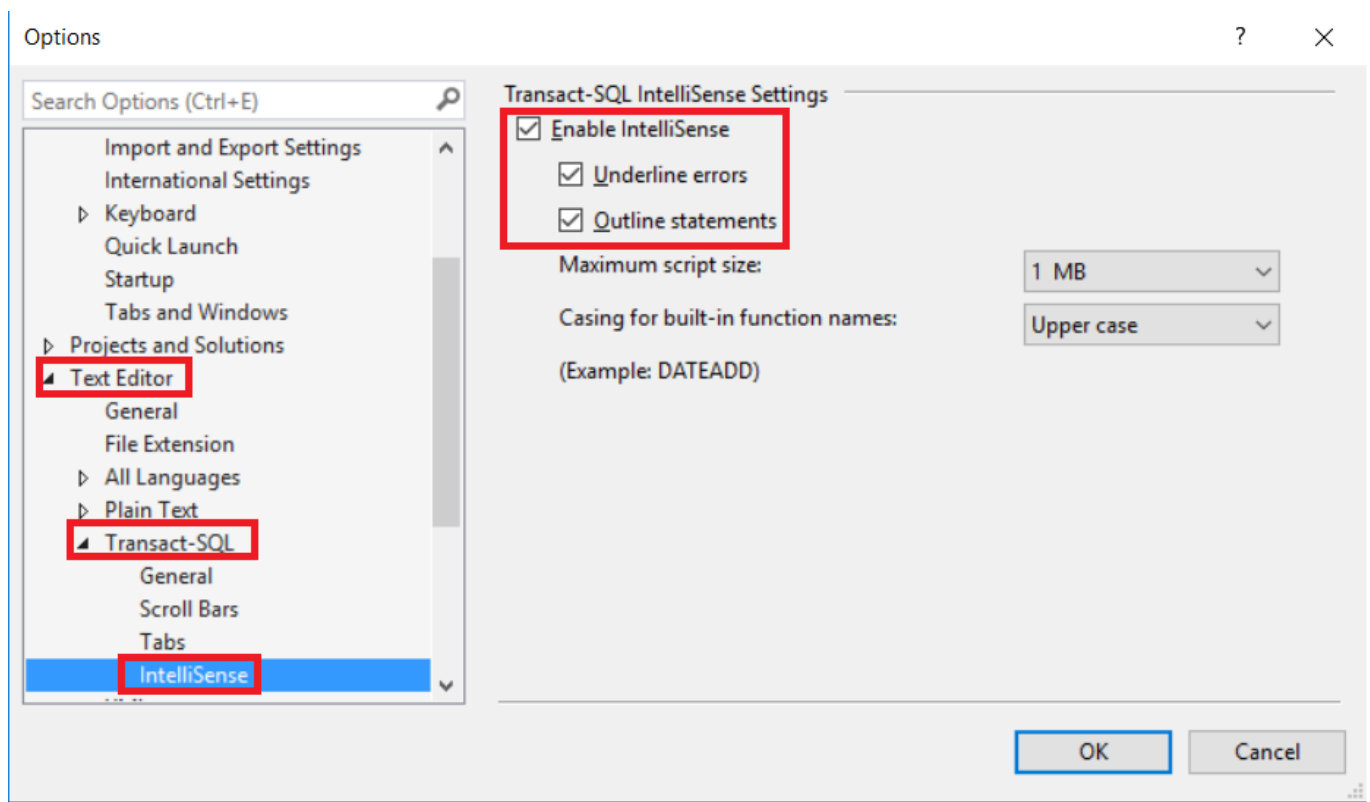 Options
?
Search Options (Ctrl+E)
Import and Export Settings
International Settings
Keyboard
Quick Launch
Startup
Tabs and Windows
Projects and Solutions
Text Editor
General
File Extension
All Languages
Plain Text
Transact-SQL
General
Scroll Bars
Tabs
IntelliSense
Transact-SQL IntelliSense Settings
Enable IntelliSense
Underline errors
Outline statements
Maximum script size:
1 MB
Casing for built-in function names:
Upper case
(Example: DATEADD)
OK
Cancel